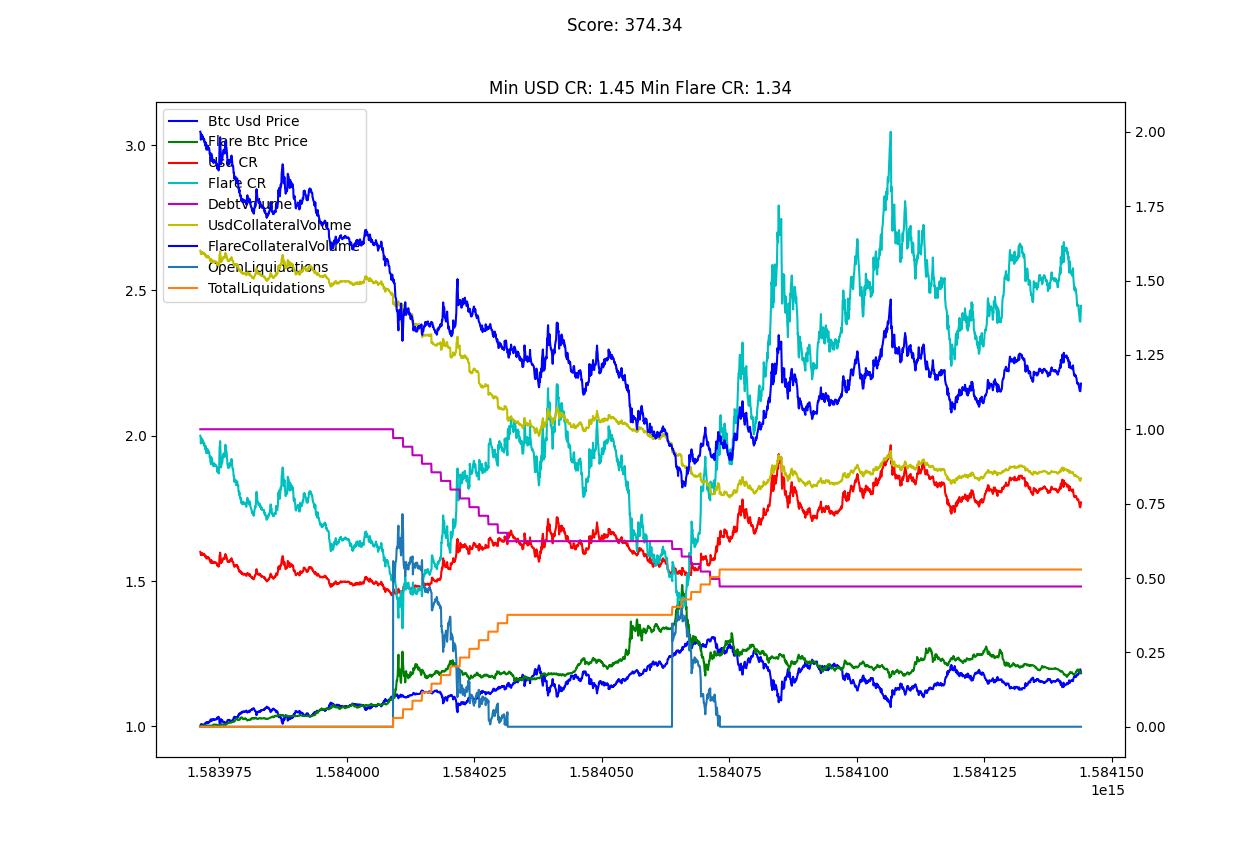 Score: 374.34
Min USD CR: 1.45 Min Flare CR: 1.34
Btc Usd Price
Flare Btc Price
Usd CR
Flare CR
DebtVolume
UsdCollateralVolume
FlareCollateralVolume
OpenLiquidations
TotalLiquidations
3.0
2.5
2.0
1.5
1.0
2.00
1.75
1.50
1.25
1.00
0.75
0.50
0.25
0.00
1.583975
1.584000
1.584025
1.584050
1.584075
1.584100
1.584125
1.584150
1e15